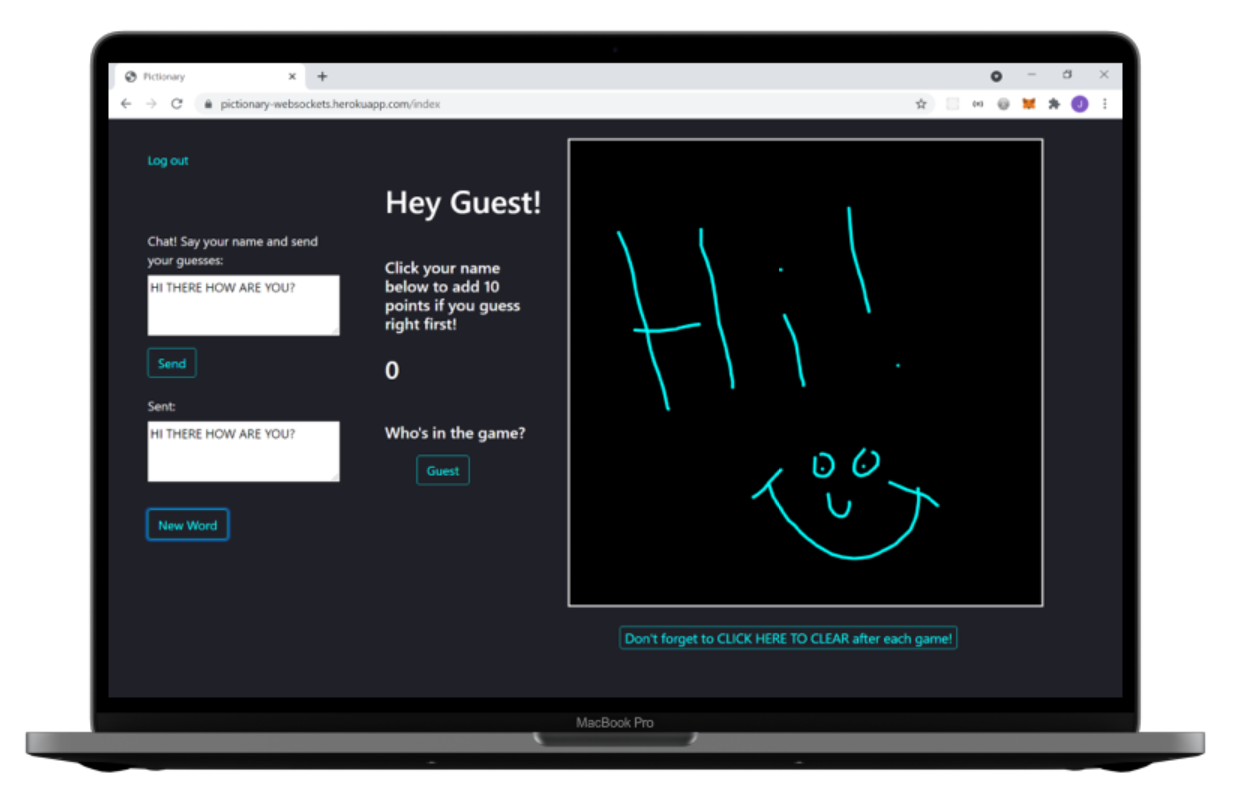 Pictionary
pictionary-websockets.herokuapp.com/index
J
Log out
Chat! Say your name and send
your guesses:
HI THERE HOW ARE YOU?
Send
Sent:
HI THERE HOW ARE YOU?
New Word
Hey Guest!
Click your name
below to add 10
points if you guess
right first!
0
Who's in the game?
Guest
Hi!
Don't forget to CLICK HERE TO CLEAR after each game!
MacBook Pro